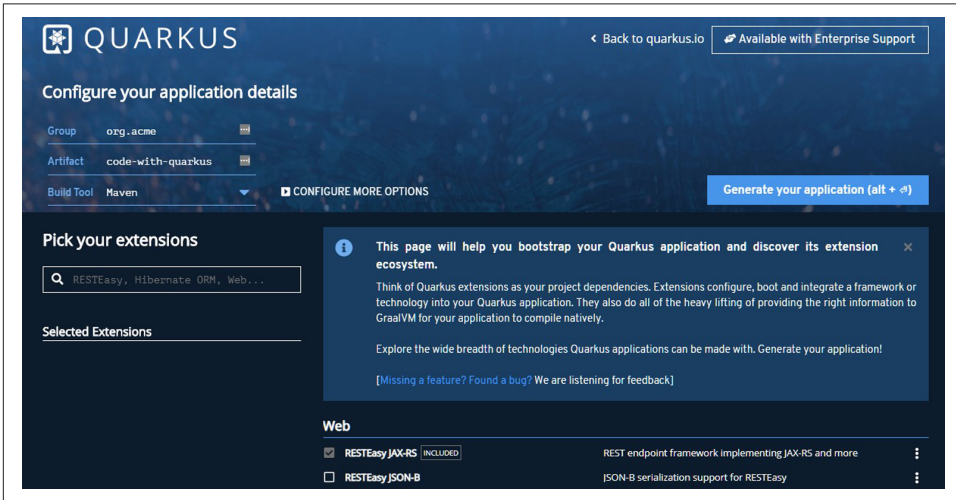 QUARKUS
Back to quarkus.io
Available with Enterprise Support
Configure your application details
Group org.acme
Artifact code-with-quarkus
Build Tool Maven
CONFIGURE MORE OPTIONS
Generate your application (alt + ⏎)
Pick your extensions
RESTEasy, Hibernate ORM, Web...
Selected Extensions
This page will help you bootstrap your Quarkus application and discover its extension
ecosystem.
Think of Quarkus extensions as your project dependencies. Extensions configure, boot and integrate a framework or
technology into your Quarkus application. They also do all of the heavy lifting of providing the right information to
GraalVM for your application to compile natively.
Explore the wide breadth of technologies Quarkus applications can be made with. Generate your application!
[Missing a feature? Found a bug? We are listening for feedback]
Web
RESTEasy JAX-RS INCLUDED REST endpoint framework implementing JAX-RS and more
RESTEasy JSON-B JSON-B serialization support for RESTEasy